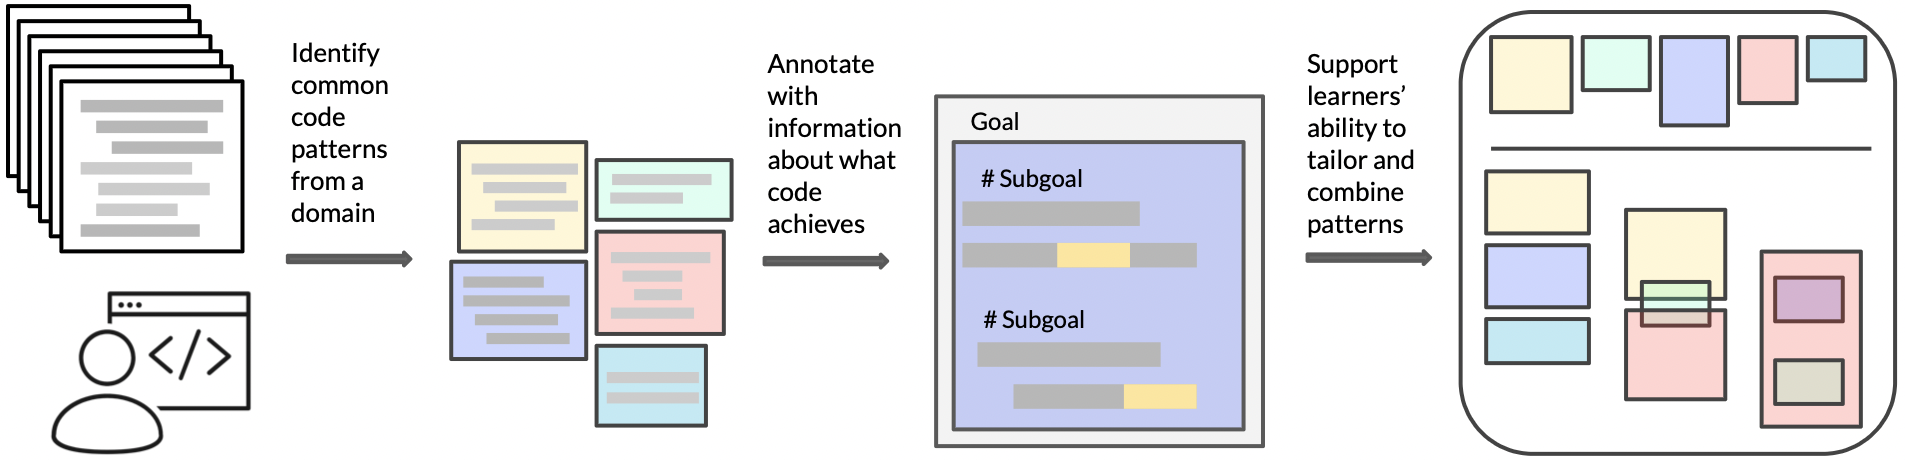 Identify
common
code
patterns
from a
domain
</>
Annotate
with
information
about what
code
achieves
Goal
# Subgoal
# Subgoal
Support
learners’
ability to
tailor and
combine
patterns